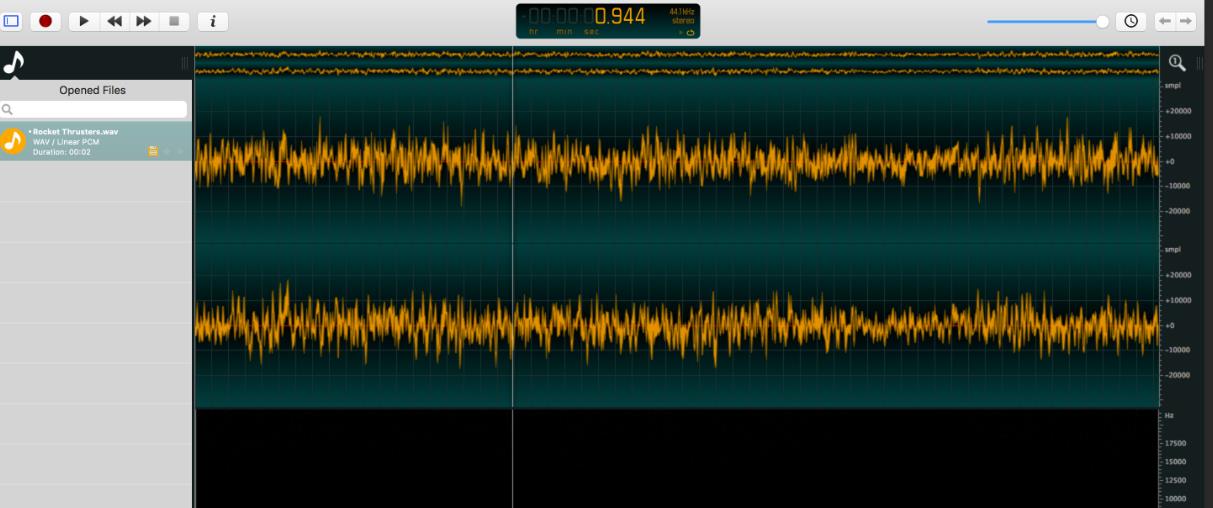 -00:00:00.944
44.1 kHz
stereo
hr min sec
Opened Files
• Rocket Thrusters.wav
WAV / Linear PCM
Duration: 00:02
smpl
+20000
+10000
+0
-10000
-20000
smpl
+20000
+10000
+0
-10000
-20000
Hz
17500
15000
12500
10000